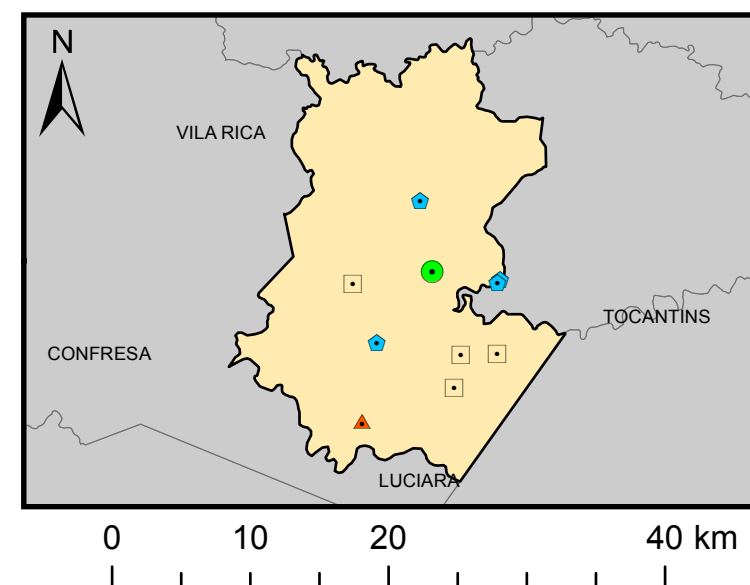 N
VILA RICA
TOCANTINS
CONFRESA
LUCIARA
0 10 20 40 km